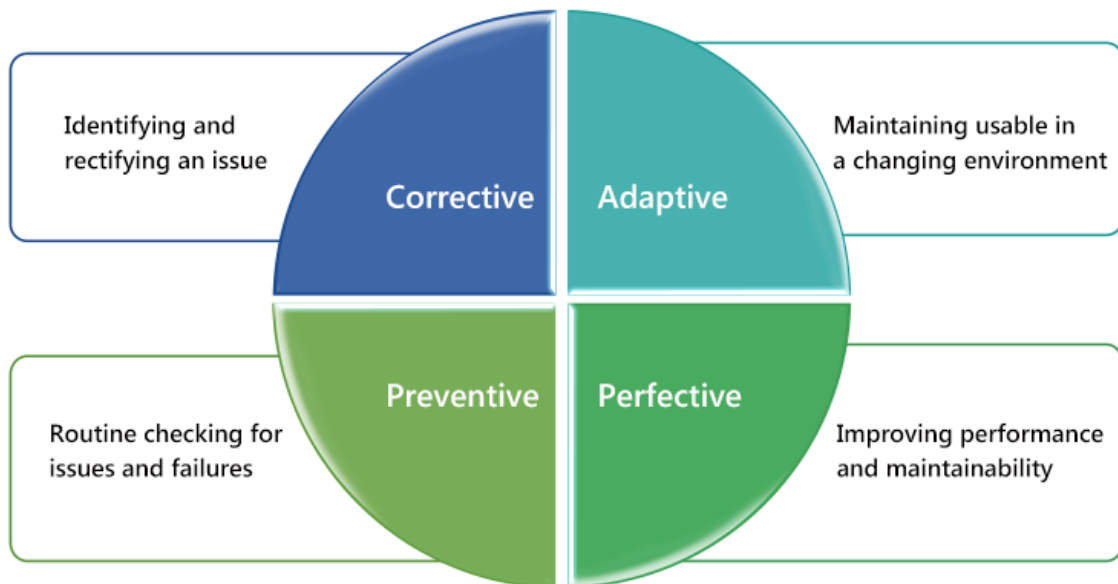 Identifying and
rectifying an issue
Corrective
Adaptive
Maintaining usable in
a changing environment
Routine checking for
issues and failures
Preventive
Perfective
Improving performance
and maintainability